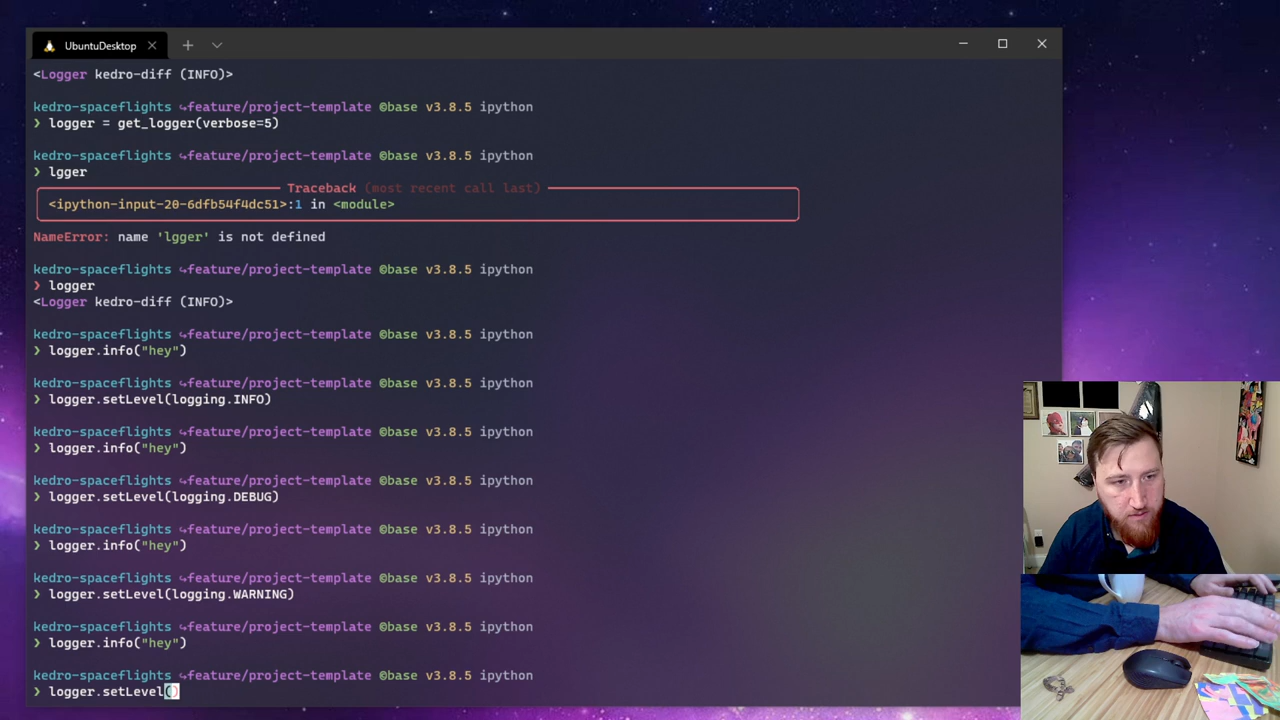 UbuntuDesktop
<Logger kedro-diff (INFO)>
kedro-spaceflights ↪feature/project-template @base v3.8.5 ipython
❯ logger = get_logger(verbose=5)
kedro-spaceflights ↪feature/project-template @base v3.8.5 ipython
❯ lgger
Traceback (most recent call last)
<ipython-input-20-6dfb54f4dc51>:1 in <module>
NameError: name 'lgger' is not defined
kedro-spaceflights ↪feature/project-template @base v3.8.5 ipython
❯ logger
<Logger kedro-diff (INFO)>
kedro-spaceflights ↪feature/project-template @base v3.8.5 ipython
❯ logger.info("hey")
kedro-spaceflights ↪feature/project-template @base v3.8.5 ipython
❯ logger.setLevel(logging.INFO)
kedro-spaceflights ↪feature/project-template @base v3.8.5 ipython
❯ logger.info("hey")
kedro-spaceflights ↪feature/project-template @base v3.8.5 ipython
❯ logger.setLevel(logging.DEBUG)
kedro-spaceflights ↪feature/project-template @base v3.8.5 ipython
❯ logger.info("hey")
kedro-spaceflights ↪feature/project-template @base v3.8.5 ipython
❯ logger.setLevel(logging.WARNING)
kedro-spaceflights ↪feature/project-template @base v3.8.5 ipython
❯ logger.info("hey")
kedro-spaceflights ↪feature/project-template @base v3.8.5 ipython
❯ logger.setLevel()